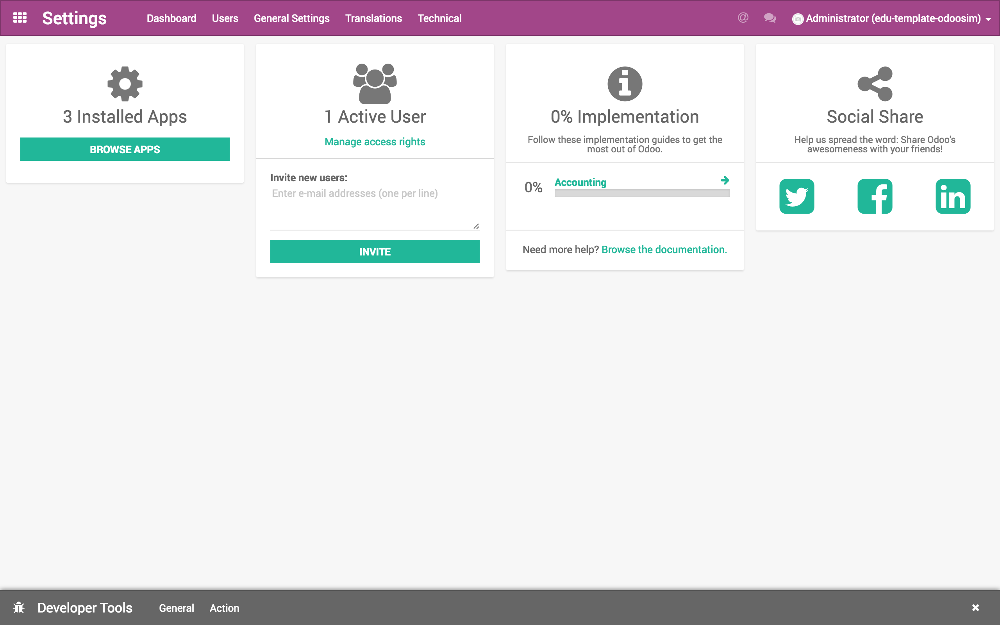 Settings
Dashboard Users General Settings Translations Technical
@ Administrator (edu-template-odoosim)
3 Installed Apps
BROWSE APPS
1 Active User
Manage access rights
Invite new users:
Enter e-mail addresses (one per line)
INVITE
0% Implementation
Follow these implementation guides to get the
most out of Odoo.
0% Accounting
Need more help? Browse the documentation.
Social Share
Help us spread the word: Share Odoo's
awesomeness with your friends!
Developer Tools General Action